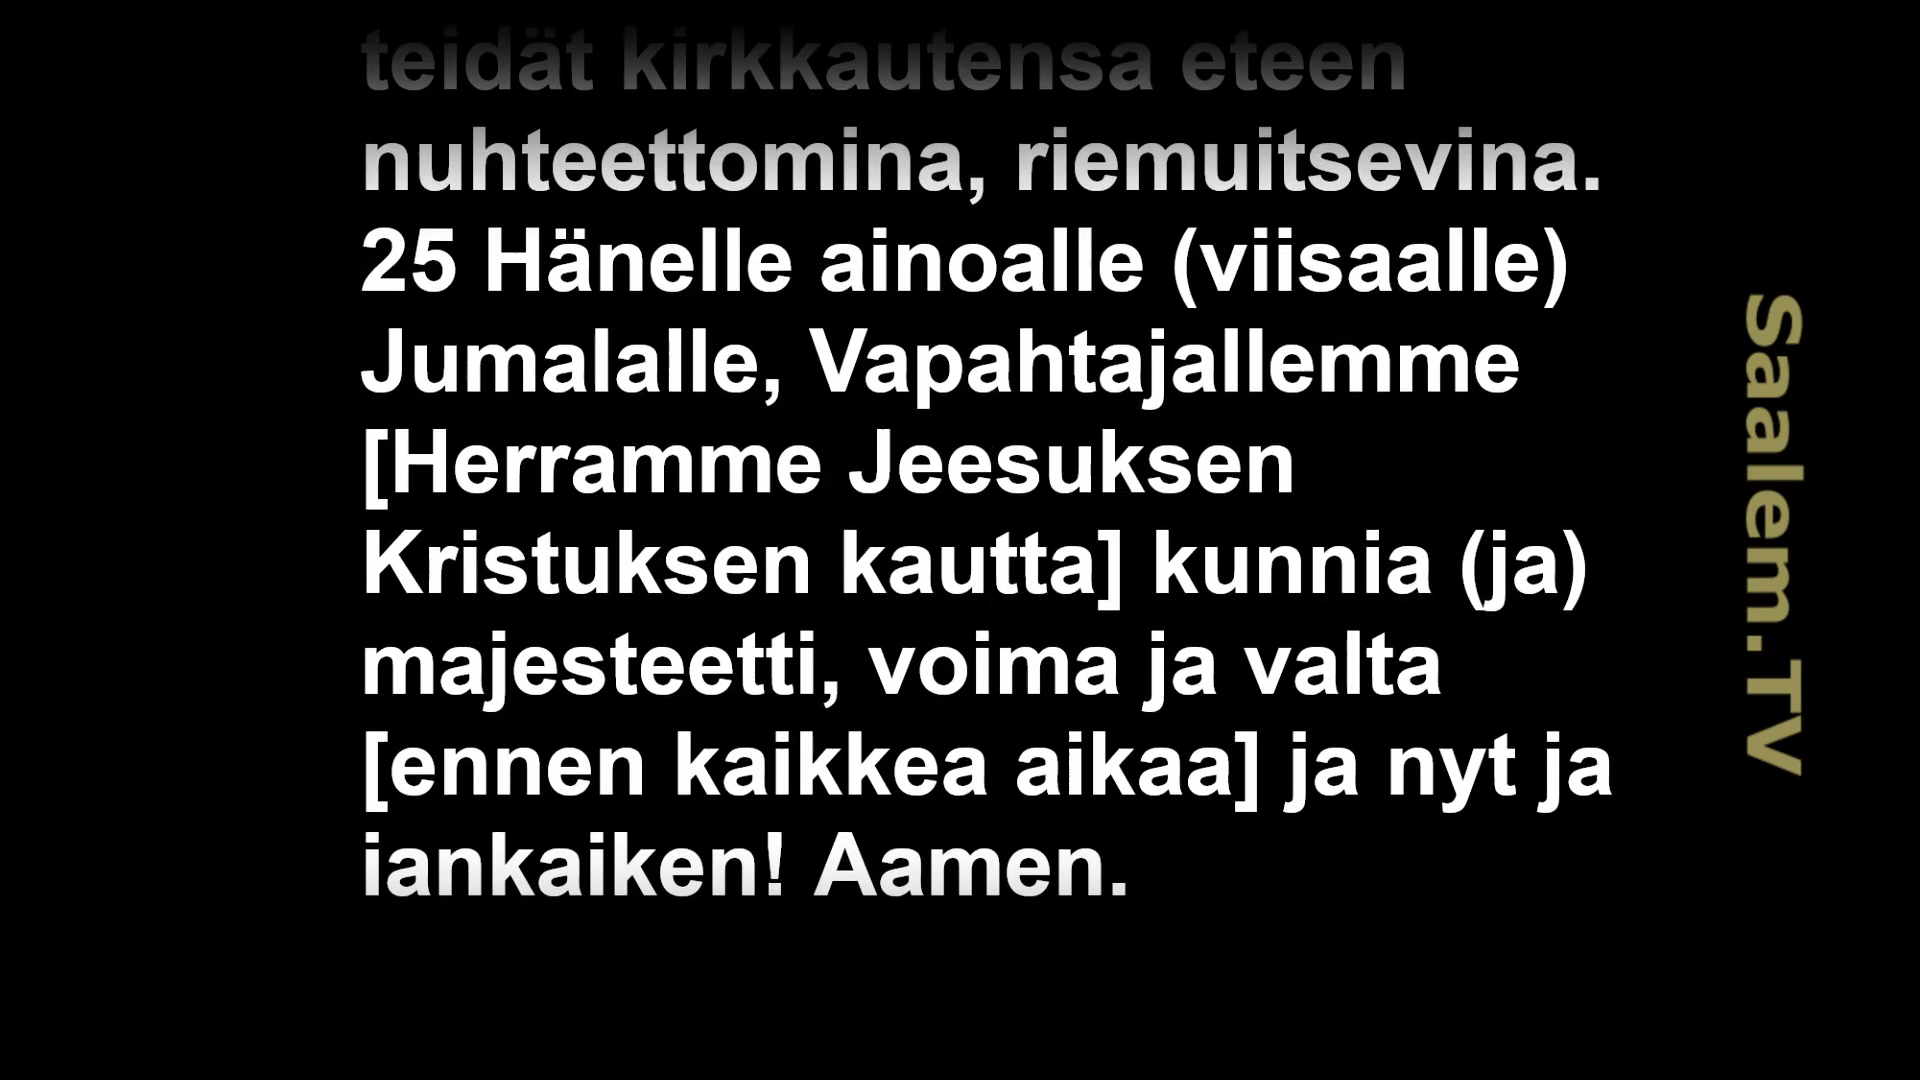 teidät kirkkautensa eteen
nuhteettomina, riemuitsevina.
25 Hänelle ainoalle (viisaalle)
Jumalalle, Vapahtajallemme
[Herramme Jeesuksen
Kristuksen kautta] kunnia (ja)
majesteetti, voima ja valta
[ennen kaikkea aikaa] ja nyt ja
iankaiken! Aamen.
Saalem.TV